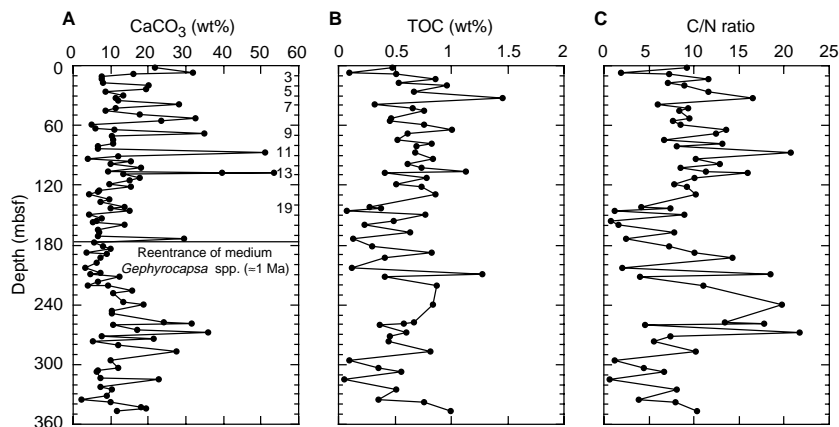 A CaCO₃ (wt%)
B TOC (wt%)
C C/N ratio
0 10 20 30 40 50 60
0 0.5 1 1.5 2
0 5 10 15 20 25
Depth (mbsf)
0
60
120
180
240
300
360
3
5
7
9
11
13
19
Reentrance of medium
Gephyrocapsa spp. (≈1 Ma)